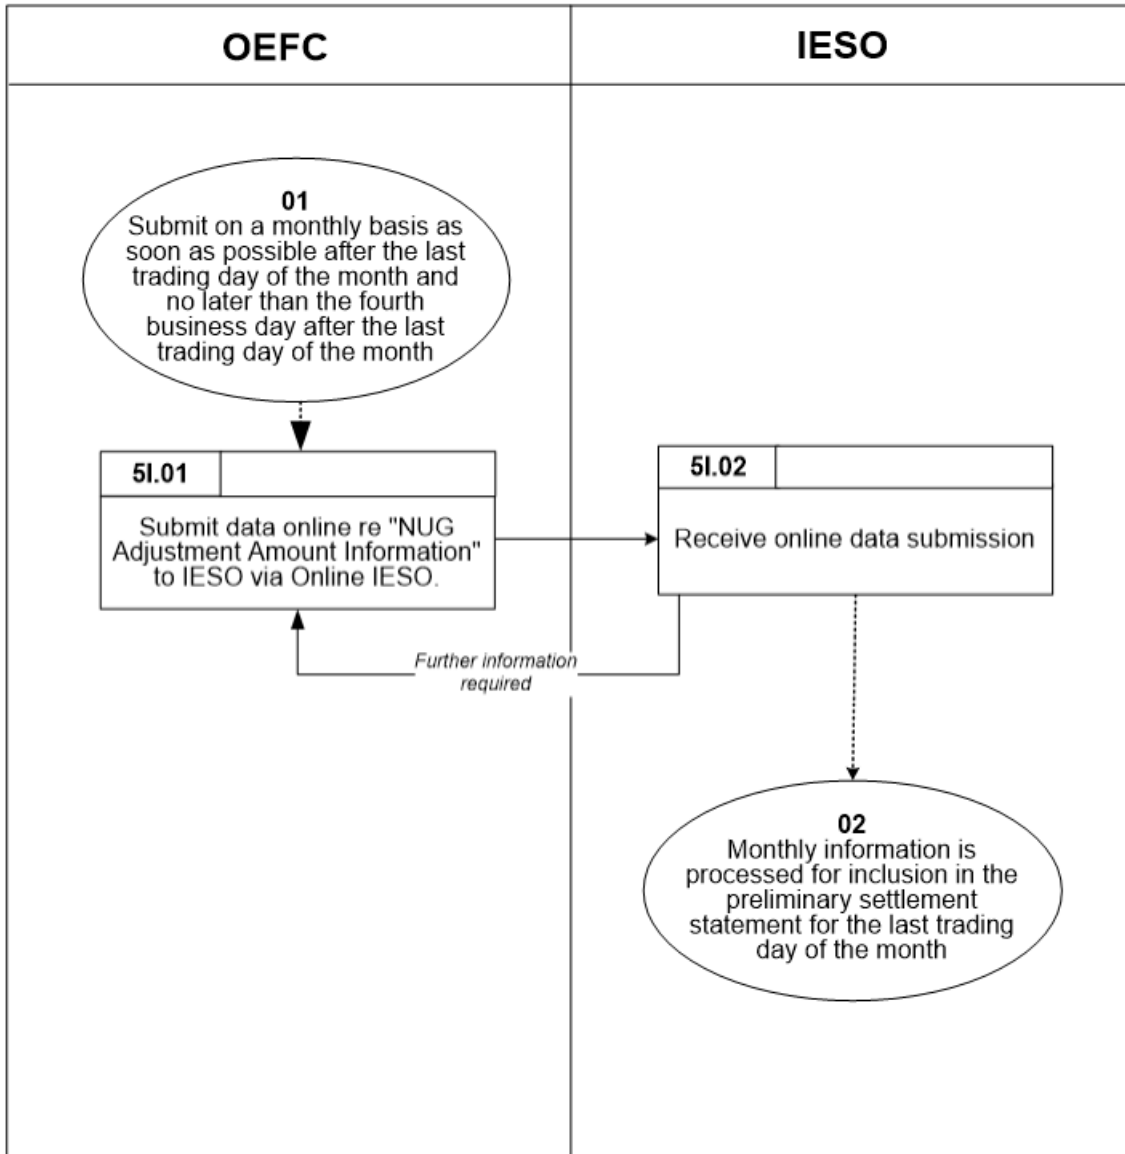 OEFC
IESO
01
Submit on a monthly basis as
soon as possible after the last
trading day of the month and
no later than the fourth
business day after the last
trading day of the month
5I.01
Submit data online re "NUG
Adjustment Amount Information"
to IESO via Online IESO.
5I.02
Receive online data submission
Further information
required
02
Monthly information is
processed for inclusion in the
preliminary settlement
statement for the last trading
day of the month